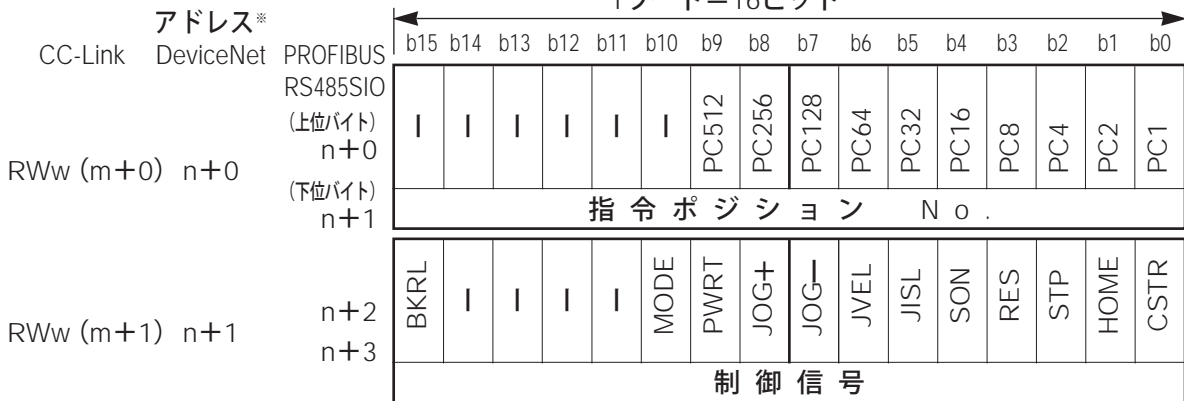 1ワード=16ビット
アドレス※
CC-Link DeviceNet PROFIBUS
RS485SIO
b15 b14 b13 b12 b11 b10 b9 b8 b7 b6 b5 b4 b3 b2 b1 b0
(上位バイト)
n+0
RWw (m+0) n+0
(下位バイト)
n+1
— — — — — — PC512 PC256 PC128 PC64 PC32 PC16 PC8 PC4 PC2 PC1
指令ポジション No.
RWw (m+1) n+1
n+2
n+3
BKRL — — — — MODE PWRT JOG+ JOG- JVEL JISL SON RES STP HOME CSTR
制御信号